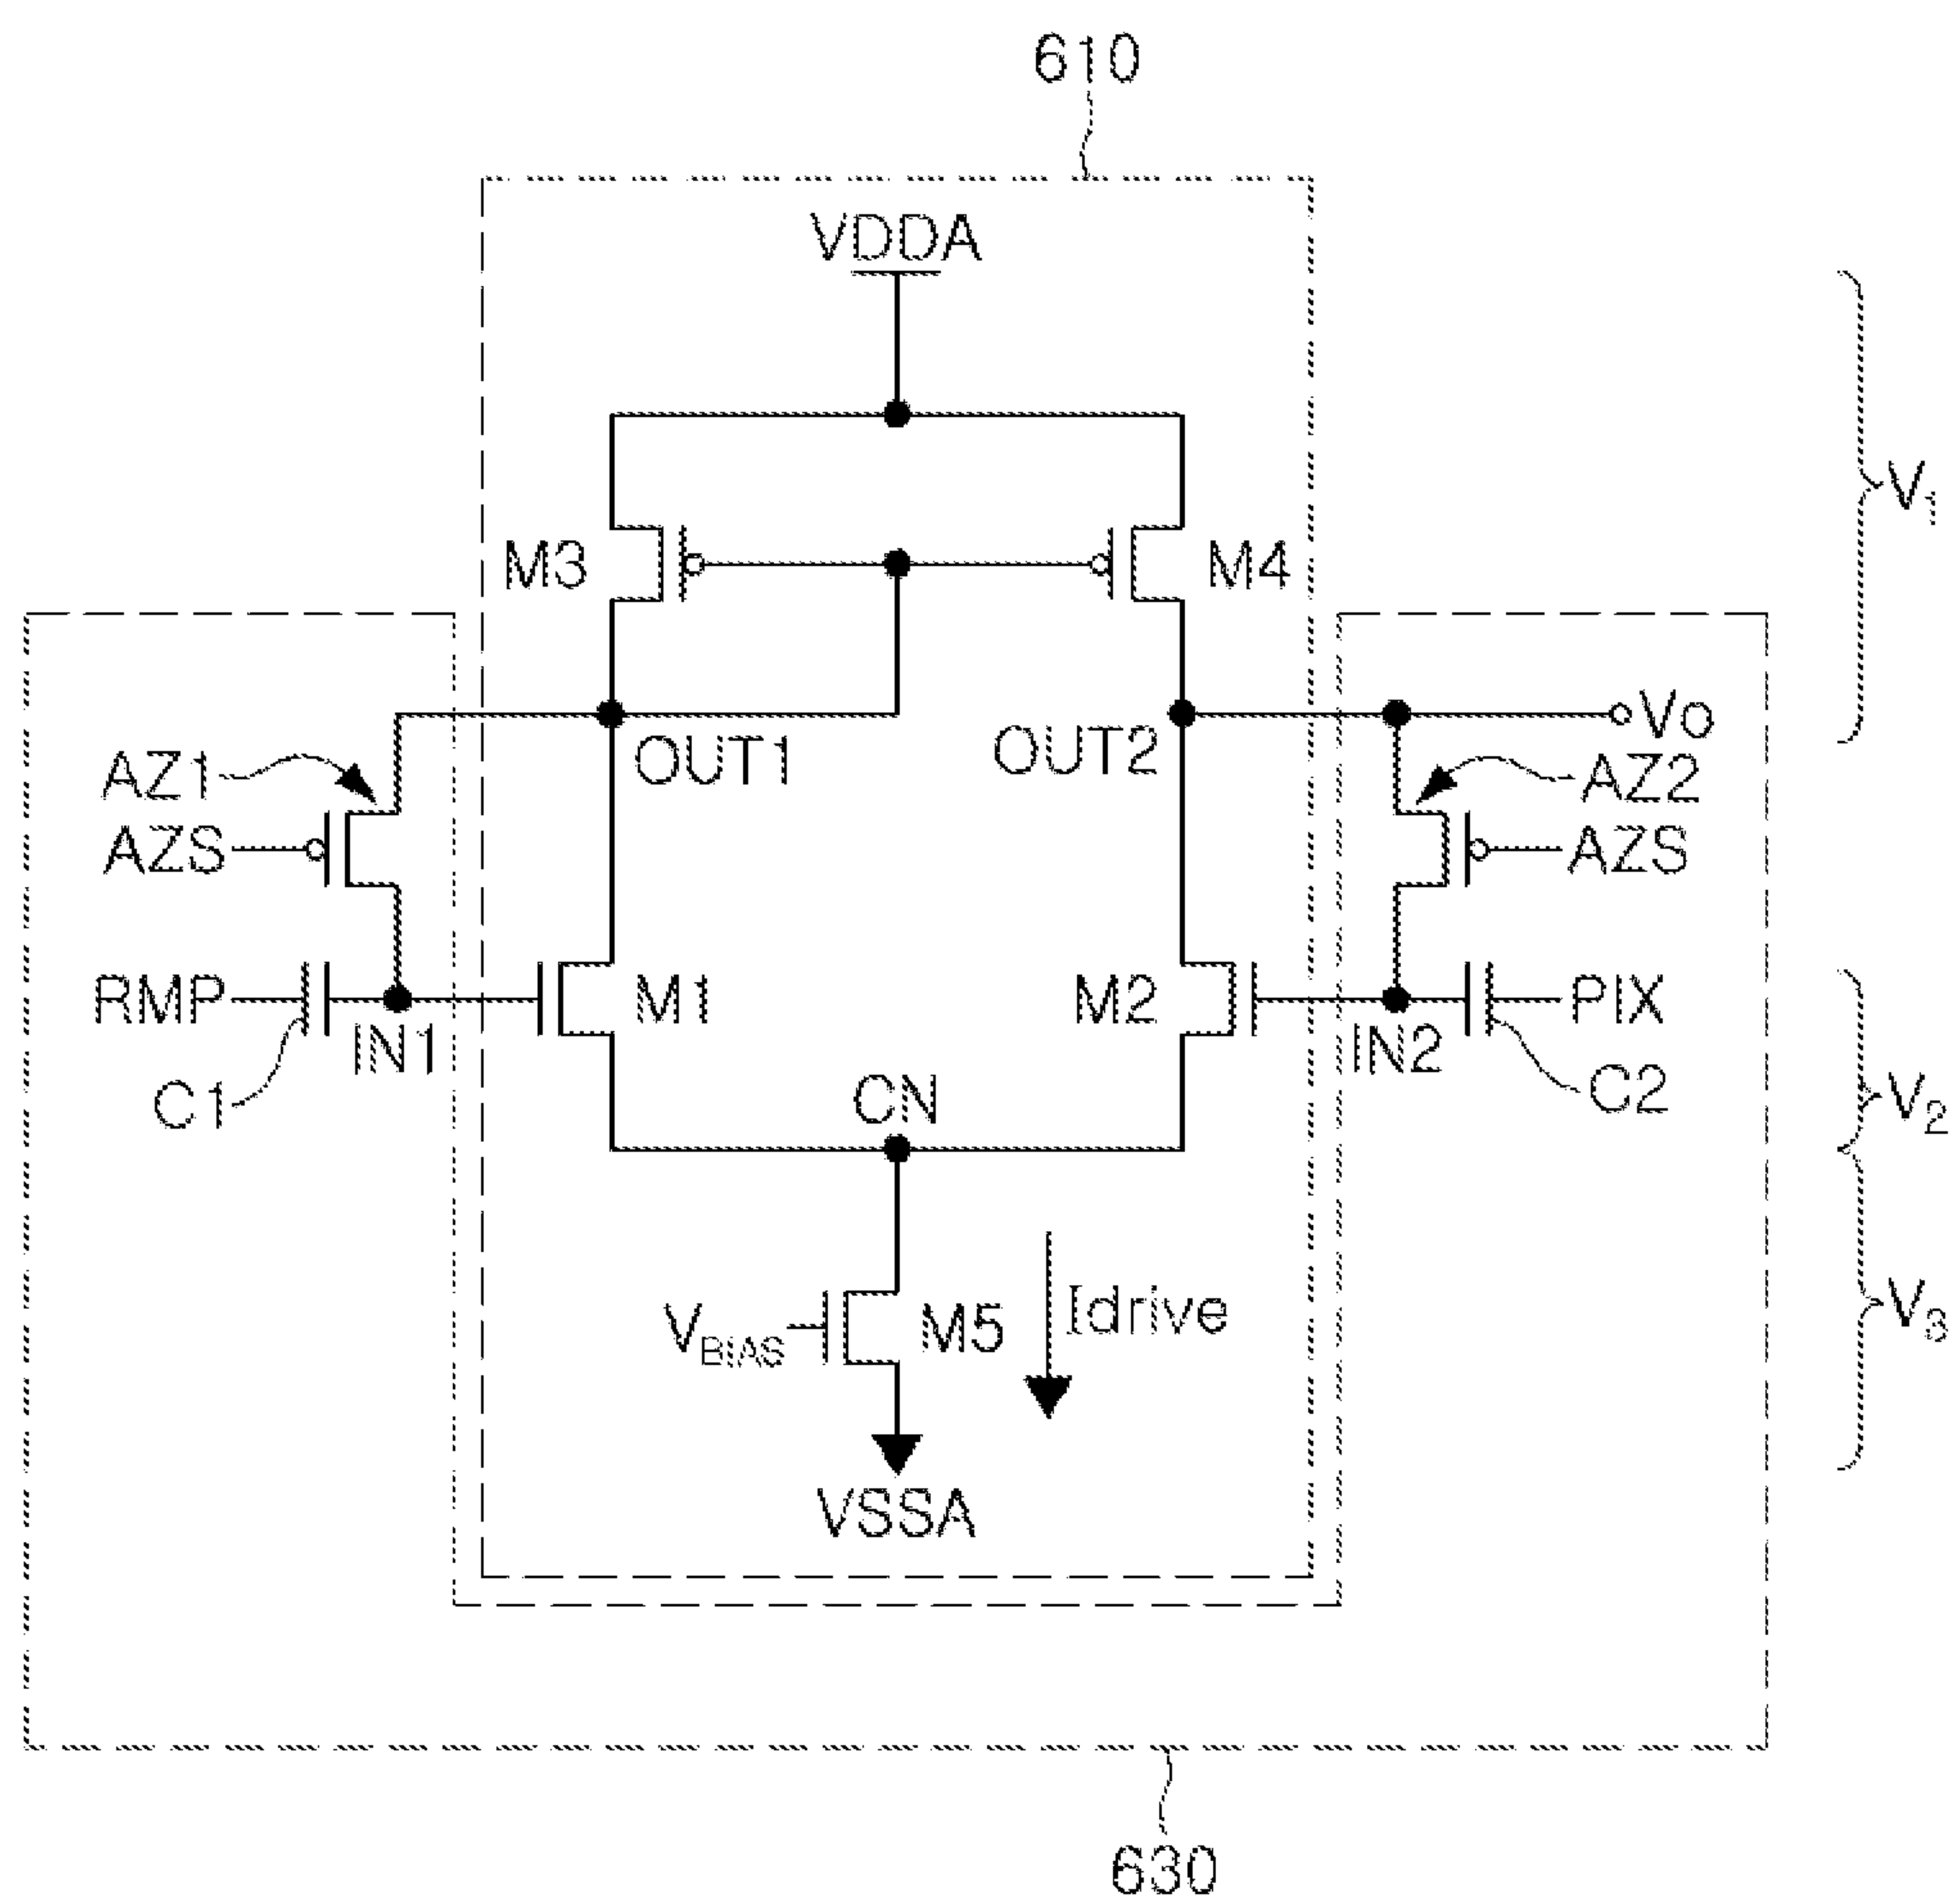 610
VDDA
V1
M3
M4
Vo
OUT1
OUT2
AZ1
AZ2
AZS
AZS
RMP
M1
M2
PIX
IN1
IN2
C1
CN
C2
V2
VBIAS
M5
Idrive
V3
VSSA
630